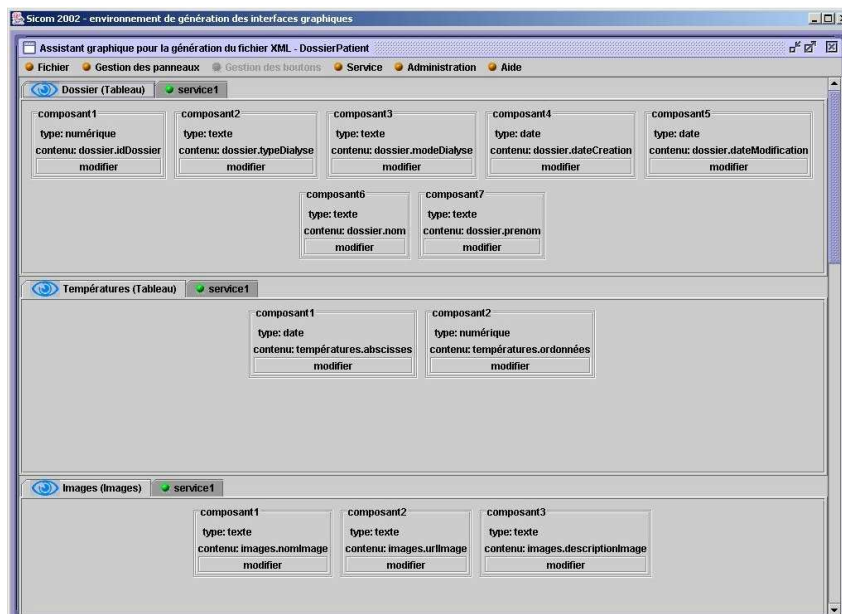 Sicom 2002 - environnement de génération des interfaces graphiques
Assistant graphique pour la génération du fichier XML - DossierPatient
Fichier Gestion des panneaux Gestion des boutons Service Administration Aide
Dossier (Tableau) service1
composant1 composant2 composant3 composant4 composant5
type: numérique type: texte type: texte type: date type: date
contenu: dossier.idDossier contenu: dossier.typeDialyse contenu: dossier.modeDialyse contenu: dossier.dateCreation contenu: dossier.dateModification
modifier modifier modifier modifier modifier
composant6 composant7
type: texte type: texte
contenu: dossier.nom contenu: dossier.prenom
modifier modifier
Températures (Tableau) service1
composant1 composant2
type: date type: numérique
contenu: températures.abscisses contenu: températures.ordonnées
modifier modifier
Images (Images) service1
composant1 composant2 composant3
type: texte type: texte type: texte
contenu: images.nomImage contenu: images.urlImage contenu: images.descriptionImage
modifier modifier modifier